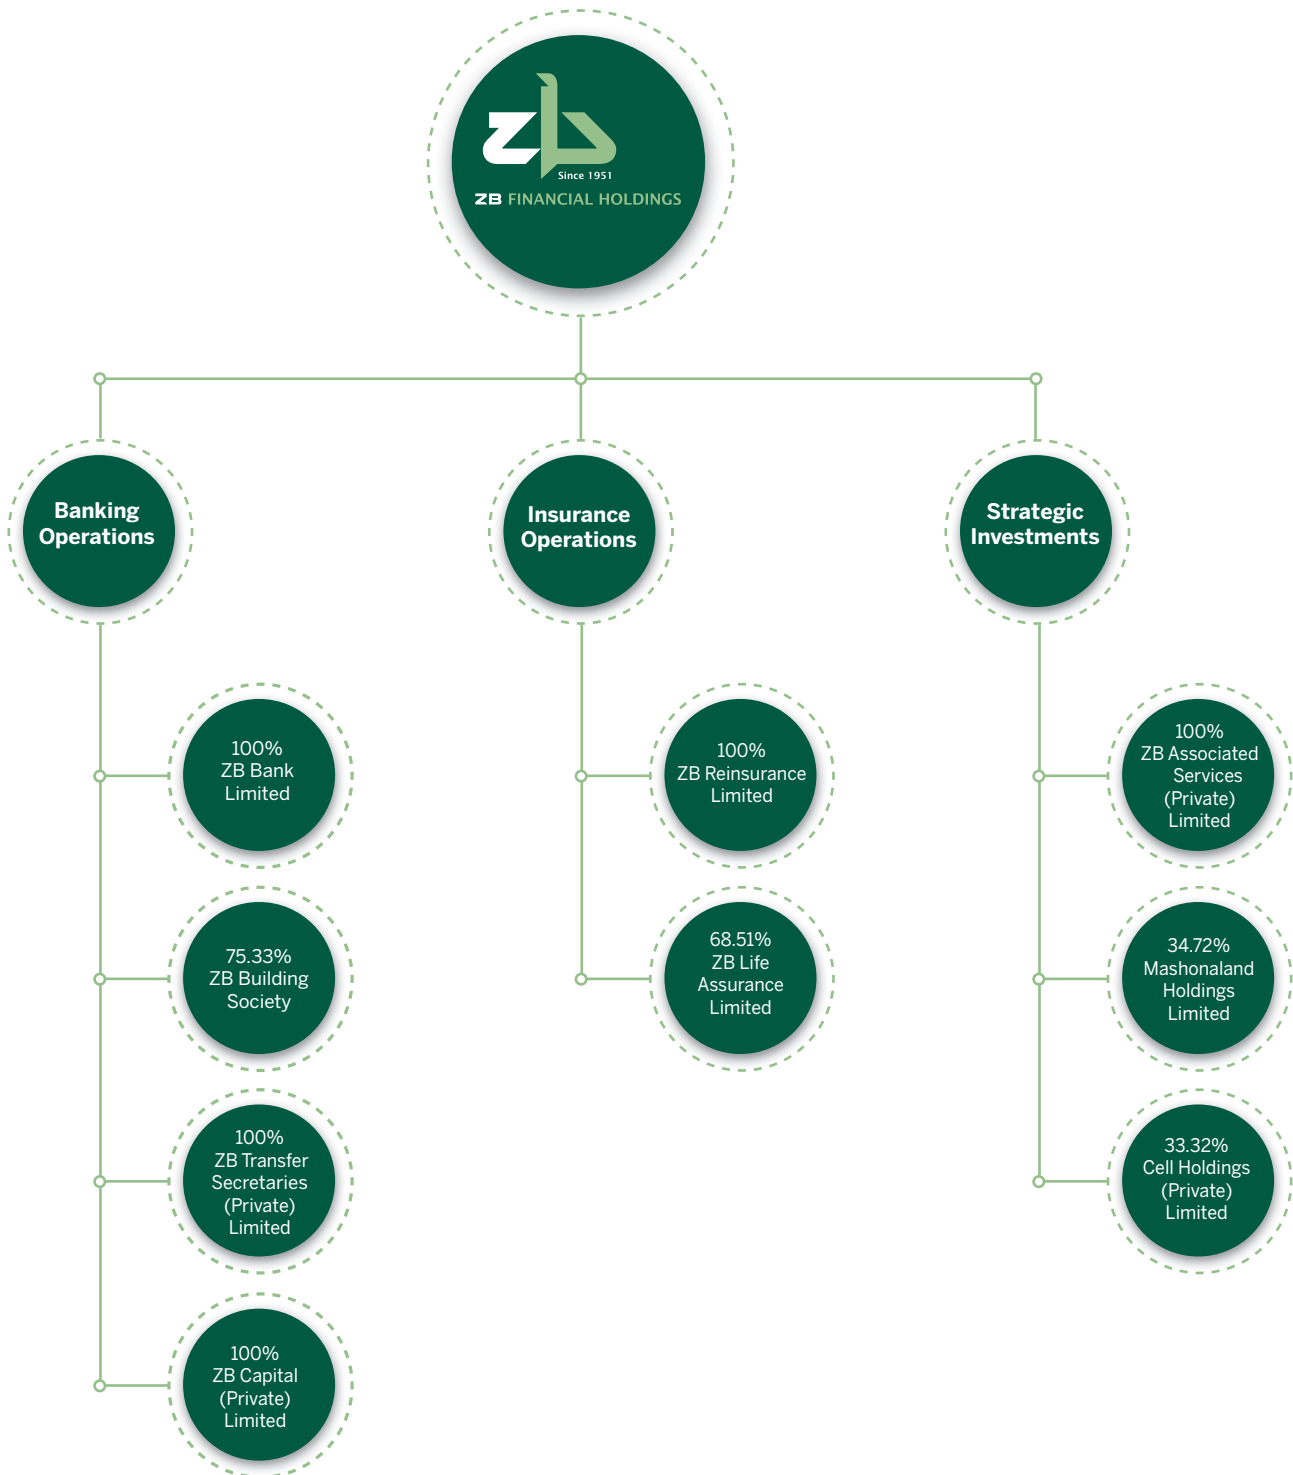 zb
Since 1951
ZB FINANCIAL HOLDINGS
Banking
Operations
Insurance
Operations
Strategic
Investments
100%
ZB Bank
Limited
75.33%
ZB Building
Society
100%
ZB Transfer
Secretaries
(Private)
Limited
100%
ZB Capital
(Private)
Limited
100%
ZB Reinsurance
Limited
68.51%
ZB Life
Assurance
Limited
100%
ZB Associated
Services
(Private)
Limited
34.72%
Mashonaland
Holdings
Limited
33.32%
Cell Holdings
(Private)
Limited